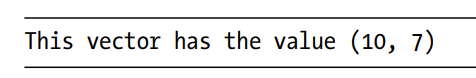 This vector has the value (10, 7)